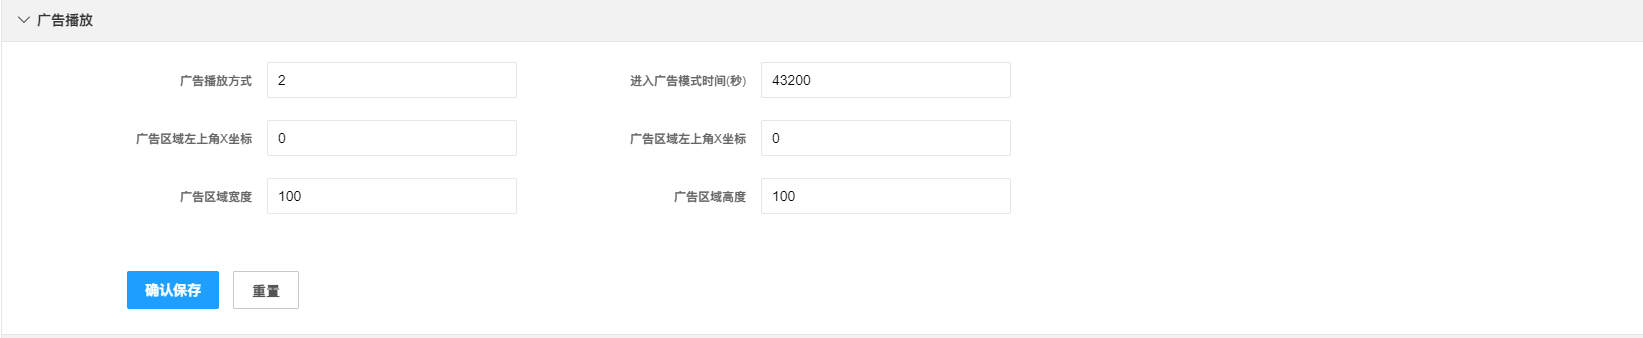 广告播放
广告播放方式 2 进入广告模式时间(秒) 43200
广告区域左上角X坐标 0 广告区域左上角X坐标 0
广告区域宽度 100 广告区域高度 100
确认保存 重置